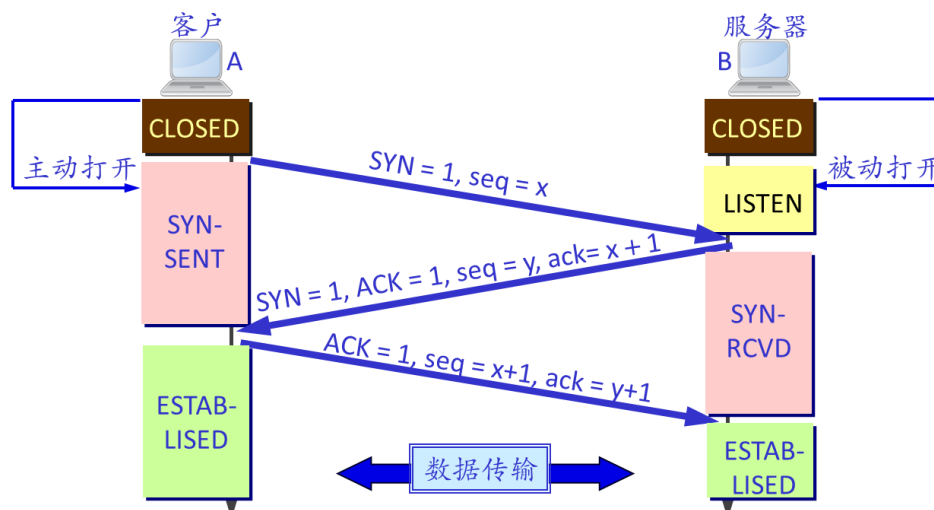 客户
服务器
A
B
CLOSED
CLOSED
主动打开
SYN = 1, seq = x
被动打开
LISTEN
SYN-
SENT
SYN = 1, ACK = 1, seq = y, ack= x + 1
SYN-
RCVD
ACK = 1, seq = x+1, ack = y+1
ESTAB-
LISED
数据传输
ESTAB-
LISED